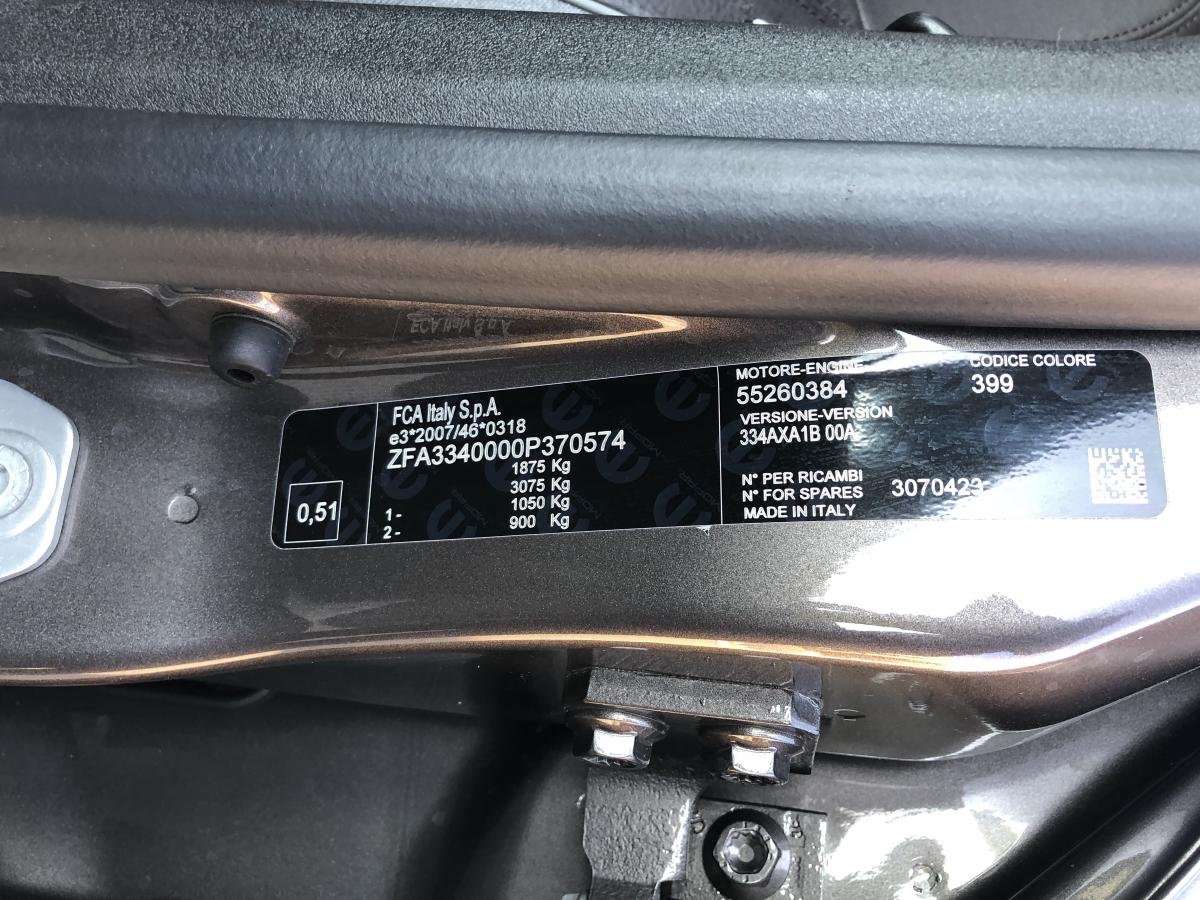 0,51
FCA Italy S.p.A.
e3*2007/46*0318
ZFA3340000P370574
1875 Kg
3075 Kg
1- 1050 Kg
2- 900 Kg
MOTORE-ENGINE
55260384
CODICE COLORE
399
VERSIONE-VERSION
334AXA1B 00A
N° PER RICAMBI
N° FOR SPARES 3070423
MADE IN ITALY